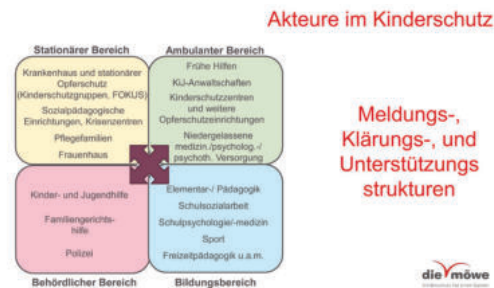 Akteure im Kinderschutz
Stationärer Bereich
Krankenhaus und stationärer
Opferschutz
(Kinderschutzgruppen, FOKUS)
Sozialpädagogische
Einrichtungen, Krisenzentren
Pflegefamilien
Frauenhaus
Ambulanter Bereich
Frühe Hilfen
KiJ-Anwaltschaften
Kinderschutzzentren
und weitere
Opferschutzeinrichtungen
Niedergelassene
medizin./psycholog.-/
psychoth. Versorgung
Kinder- und Jugendhilfe
Familiengerichts-
hilfe
Polizei
Behördlicher Bereich
Elementar-/ Pädagogik
Schulsozialarbeit
Schulpsychologie/-medizin
Sport
Freizeitpädagogik u.a.m.
Bildungsbereich
Meldungs-,
Klärungs-, und
Unterstützungs
strukturen
die möwe